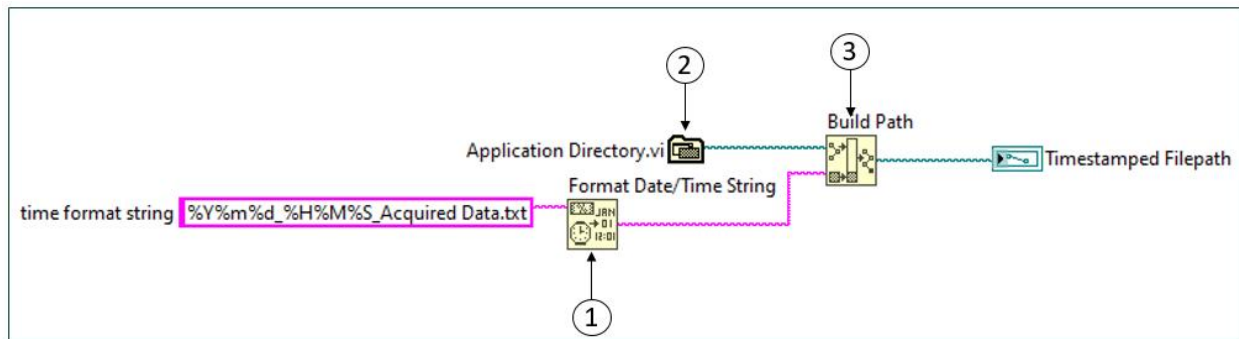 2
3
Build Path
Application Directory.vi
Timestamped Filepath
Format Date/Time String
time format string %Y%m%d_%H%M%S_Acquired Data.txt
JAN
01
12:01
1